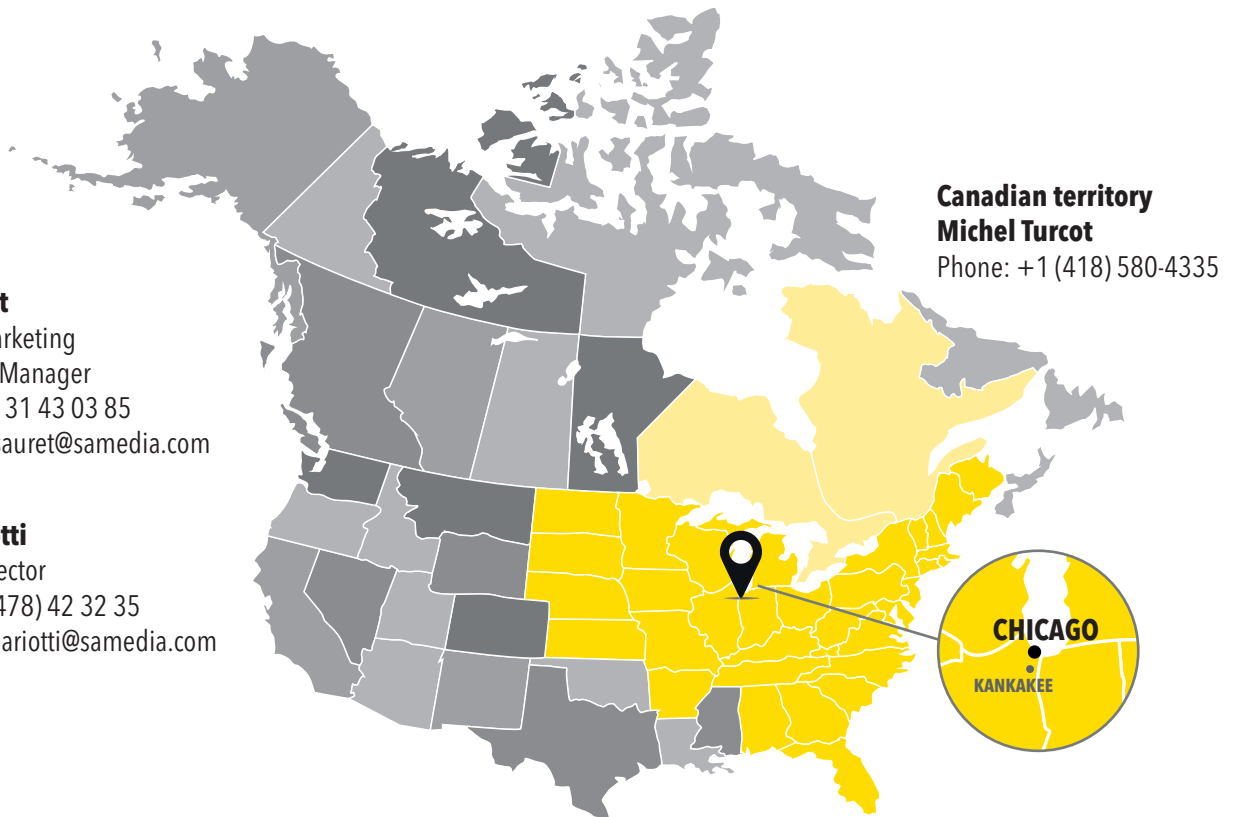 Canadian territory
Michel Turcot
Phone: +1 (418) 580-4335
t
arketing
Manager
31 43 03 85
sauret@samedia.com
tti
ector
478) 42 32 35
ariotti@samedia.com
CHICAGO
KANKAKEE